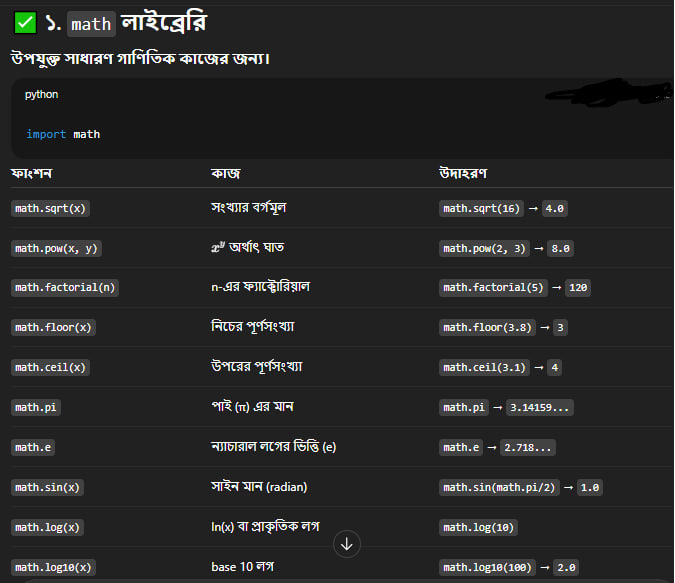 ✅ ১. math লাইব্রেরি
উপযুক্ত সাধারণ গাণিতিক কাজের জন্য।
python
import math
ফাংশন কাজ উদাহরণ
math.sqrt(x) সংখ্যার বর্গমূল math.sqrt(16) → 4.0
math.pow(x, y) xʸ অর্থাৎ ঘাত math.pow(2, 3) → 8.0
math.factorial(n) n-এর ফ্যাক্টোরিয়াল math.factorial(5) → 120
math.floor(x) নিচের পূর্ণসংখ্যা math.floor(3.8) → 3
math.ceil(x) উপরের পূর্ণসংখ্যা math.ceil(3.1) → 4
math.pi পাই (π) এর মান math.pi → 3.14159...
math.e ন্যাচারাল লগের ভিত্তি (e) math.e → 2.718...
math.sin(x) সাইন মান (radian) math.sin(math.pi/2) → 1.0
math.log(x) ln(x) বা প্রাকৃতিক লগ math.log(10)
math.log10(x) base 10 লগ math.log10(100) → 2.0